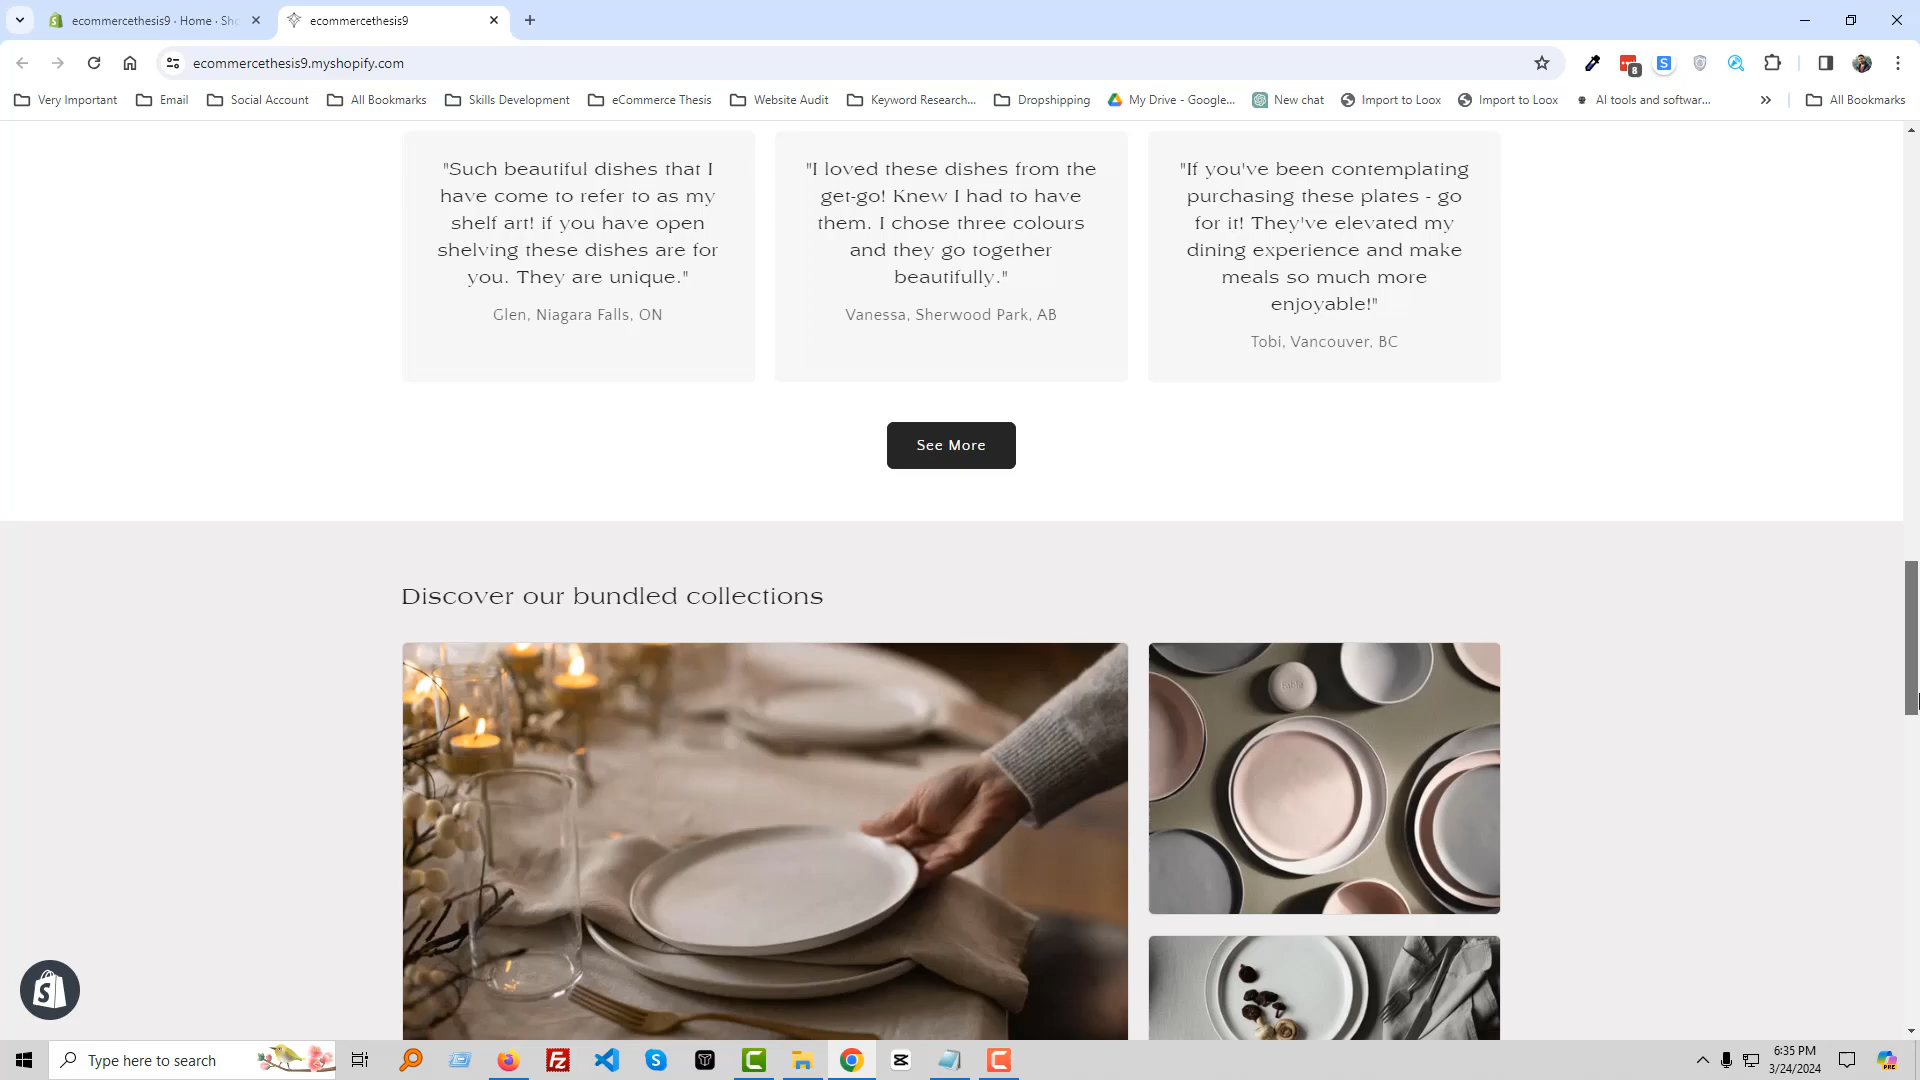 ecommercethesis9 · Home · Sho
ecommercethesis9
ecommercethesis9.myshopify.com
8
S
Very Important
Email
Social Account
All Bookmarks
Skills Development
eCommerce Thesis
Website Audit
Keyword Research...
Dropshipping
My Drive - Google...
New chat
Import to Loox
Import to Loox
AI tools and softwar...
»
All Bookmarks
"Such beautiful dishes that I
have come to refer to as my
shelf art! if you have open
shelving these dishes are for
you. They are unique."
Glen, Niagara Falls, ON
"I loved these dishes from the
get-go! Knew I had to have
them. I chose three colours
and they go together
beautifully."
Vanessa, Sherwood Park, AB
"If you've been contemplating
purchasing these plates - go
for it! They've elevated my
dining experience and make
meals so much more
enjoyable!"
Tobi, Vancouver, BC
See More
Discover our bundled collections
Type here to search
6:35 PM
3/24/2024